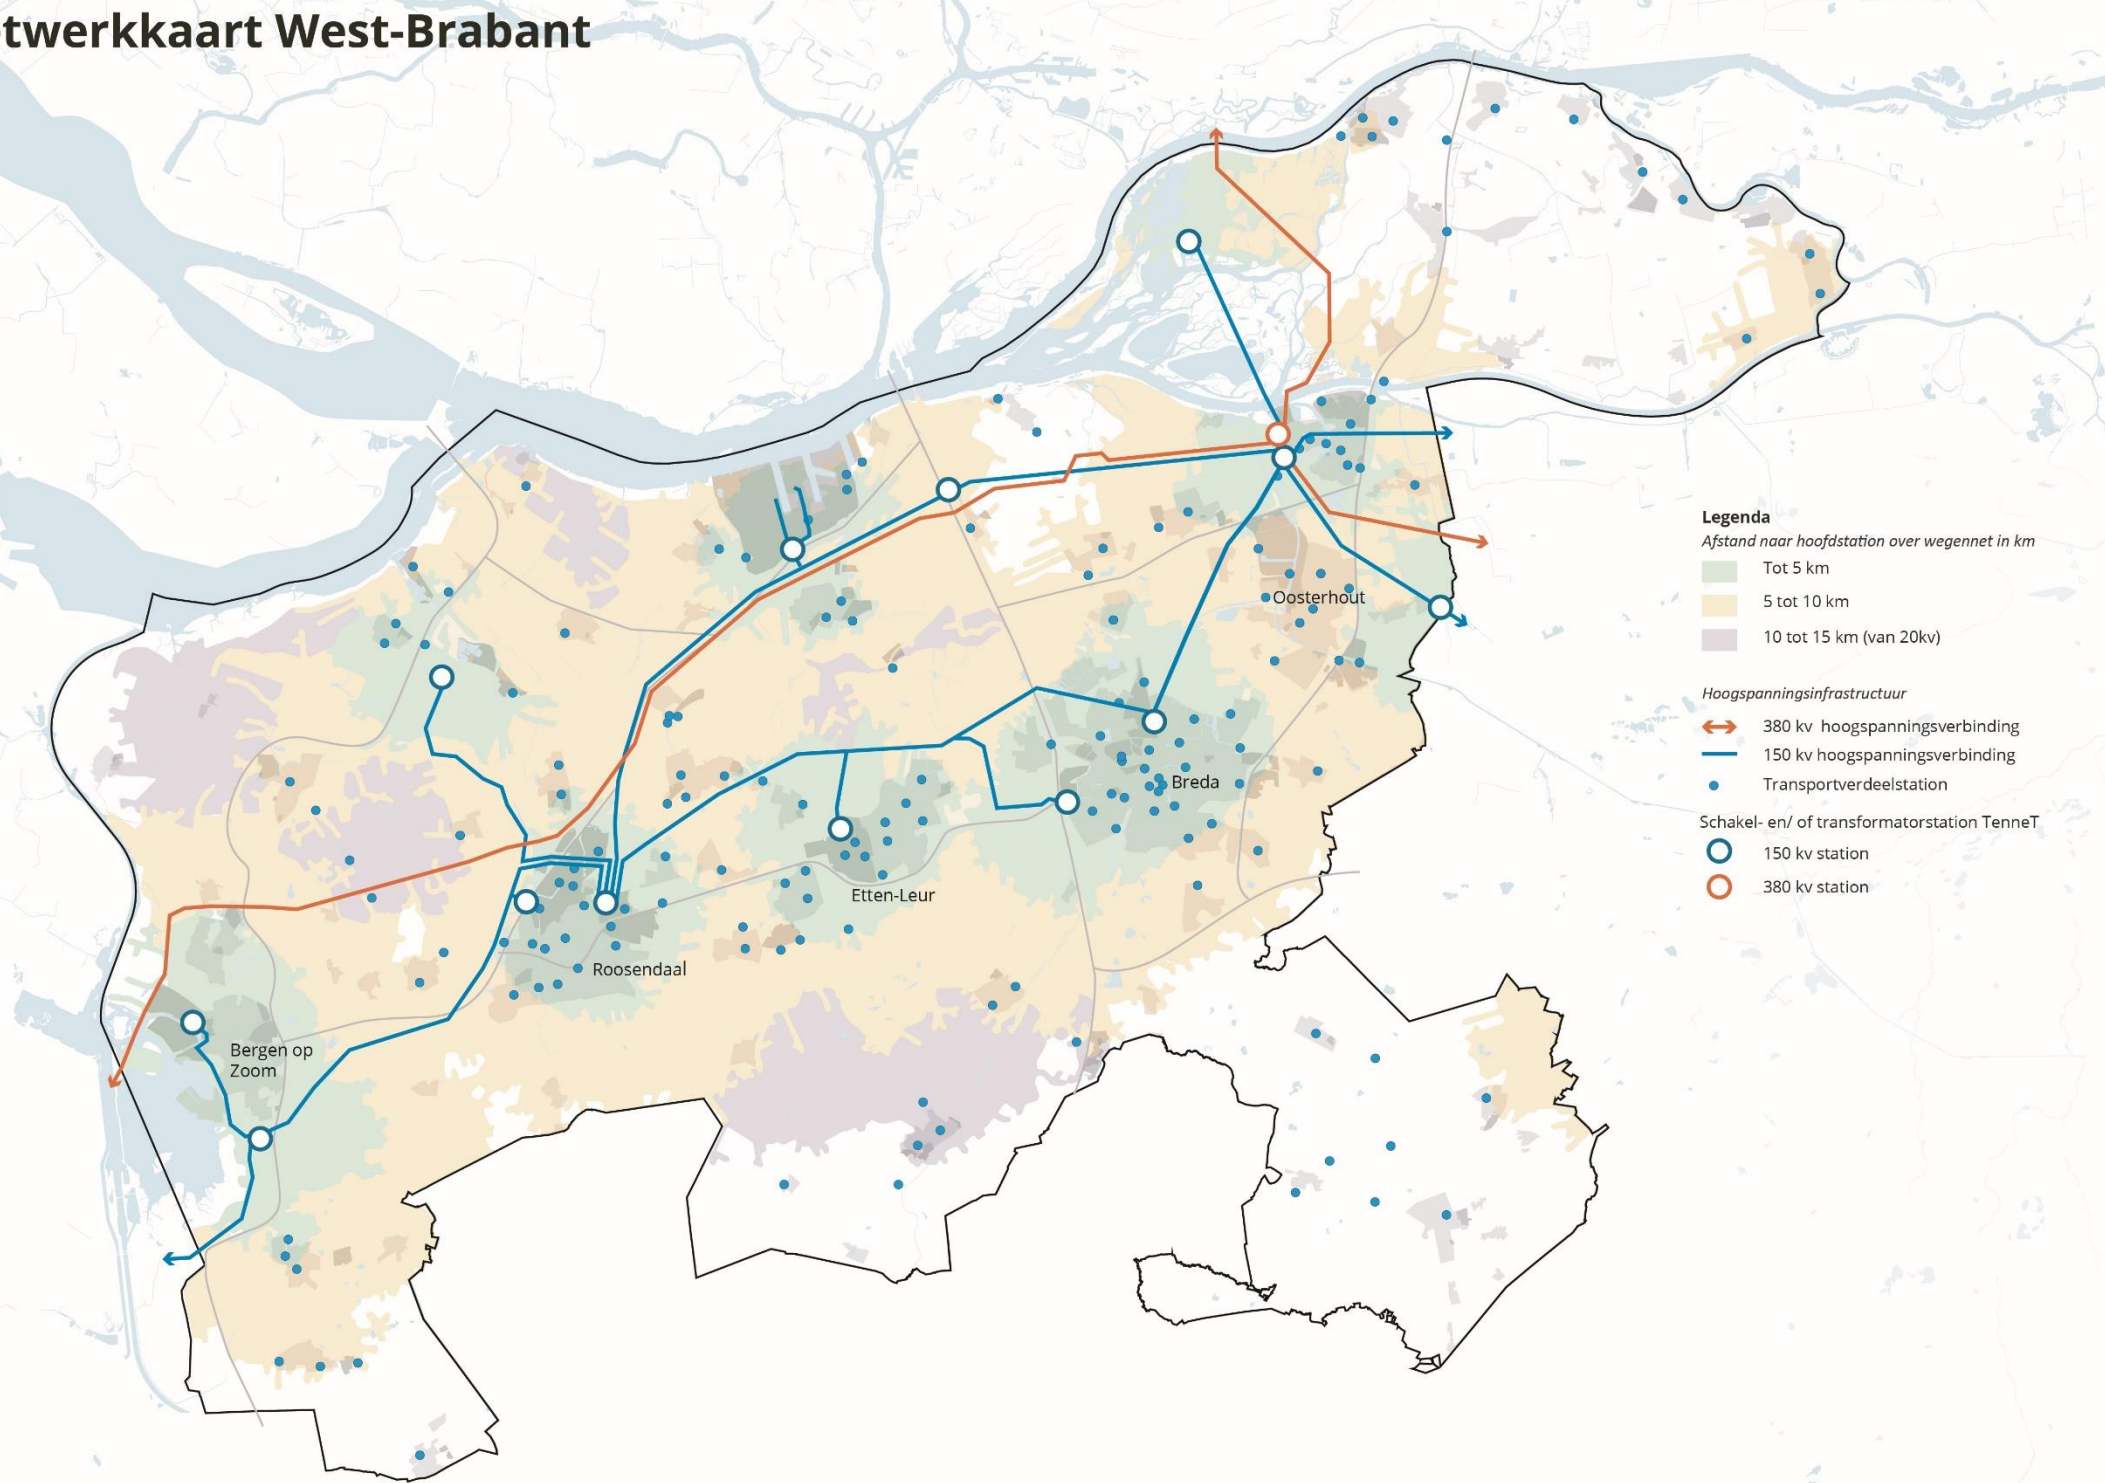 twerkkaart West-Brabant
Oosterhout
Breda
Etten-Leur
Roosendaal
Bergen op
Zoom
Legenda
Afstand naar hoofdstation over wegennet in km
Tot 5 km
5 tot 10 km
10 tot 15 km (van 20kv)
Hoogspanningsinfrastructuur
380 kv hoogspanningsverbinding
150 kv hoogspanningsverbinding
Transportverdeelstation
Schakel- en/ of transformatorstation TenneT
150 kv station
380 kv station